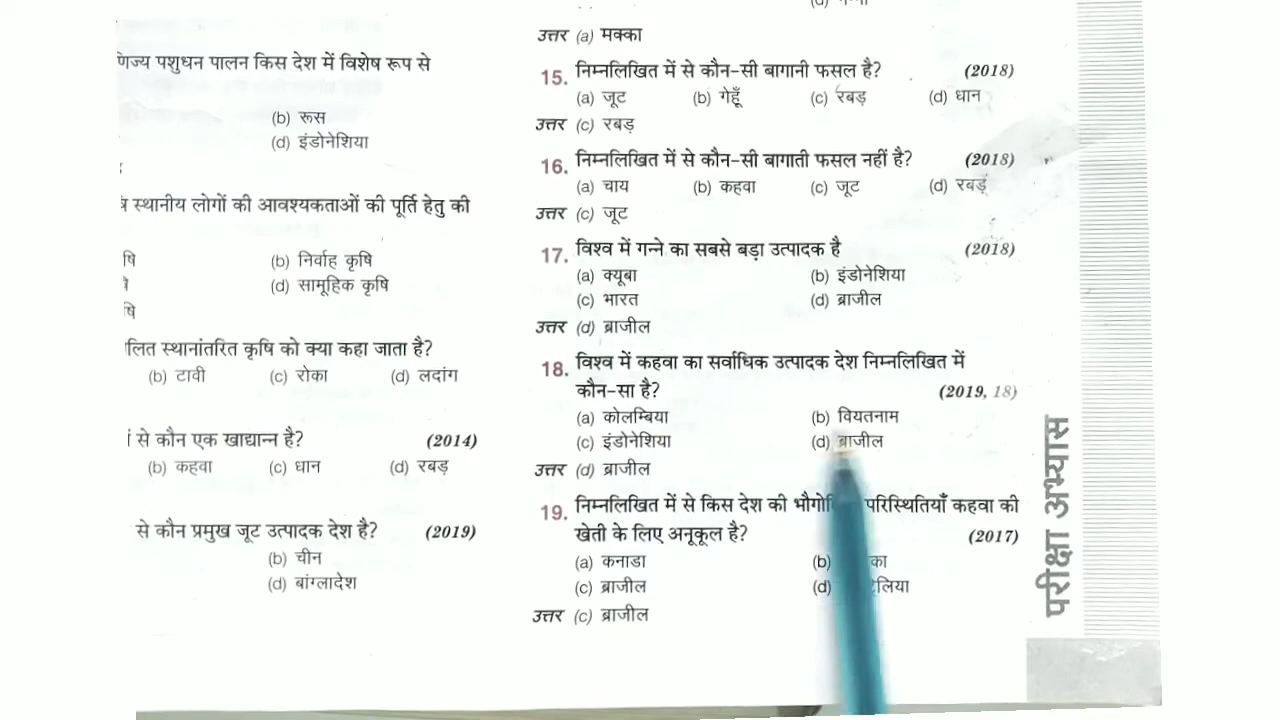 णिज्य पशुधन पालन किस देश में विशेष रूप से
(b) रूस
(d) इंडोनेशिया
स्थानीय लोगों की आवश्यकताओं की पूर्ति हेतु की
षि (b) निर्वाह कृषि
(d) सामूहिक कृषि
षि
लित स्थानांतरित कृषि को क्या कहा जाता है?
(b) टावी (c) रोका (d) लदांग
से कौन एक खाद्यान्न है? (2014)
(b) कहवा (c) धान (d) रबड़
से कौन प्रमुख जूट उत्पादक देश है? (2019)
(b) चीन
(d) बांग्लादेश
उत्तर (a) मक्का
15. निम्नलिखित में से कौन-सी बागानी फसल है? (2018)
(a) जूट (b) गेहूँ (c) रबड़ (d) धान
उत्तर (c) रबड़
16. निम्नलिखित में से कौन-सी बागाती फसल नहीं है? (2018)
(a) चाय (b) कहवा (c) जूट (d) रबड़
उत्तर (c) जूट
17. विश्व में गन्ने का सबसे बड़ा उत्पादक है (2018)
(a) क्यूबा (b) इंडोनेशिया
(c) भारत (d) ब्राजील
उत्तर (d) ब्राजील
18. विश्व में कहवा का सर्वाधिक उत्पादक देश निम्नलिखित में
कौन-सा है? (2019, 18)
(a) कोलम्बिया (b) वियतनाम
(c) इंडोनेशिया (d) ब्राजील
उत्तर (d) ब्राजील
19. निम्नलिखित में से किस देश की परिस्थितियाँ कहवा की
खेती के लिए अनुकूल है? (2017)
(a) कनाडा (b) का
(c) ब्राजील (d) लिया
उत्तर (c) ब्राजील
परीक्षा अभ्यास